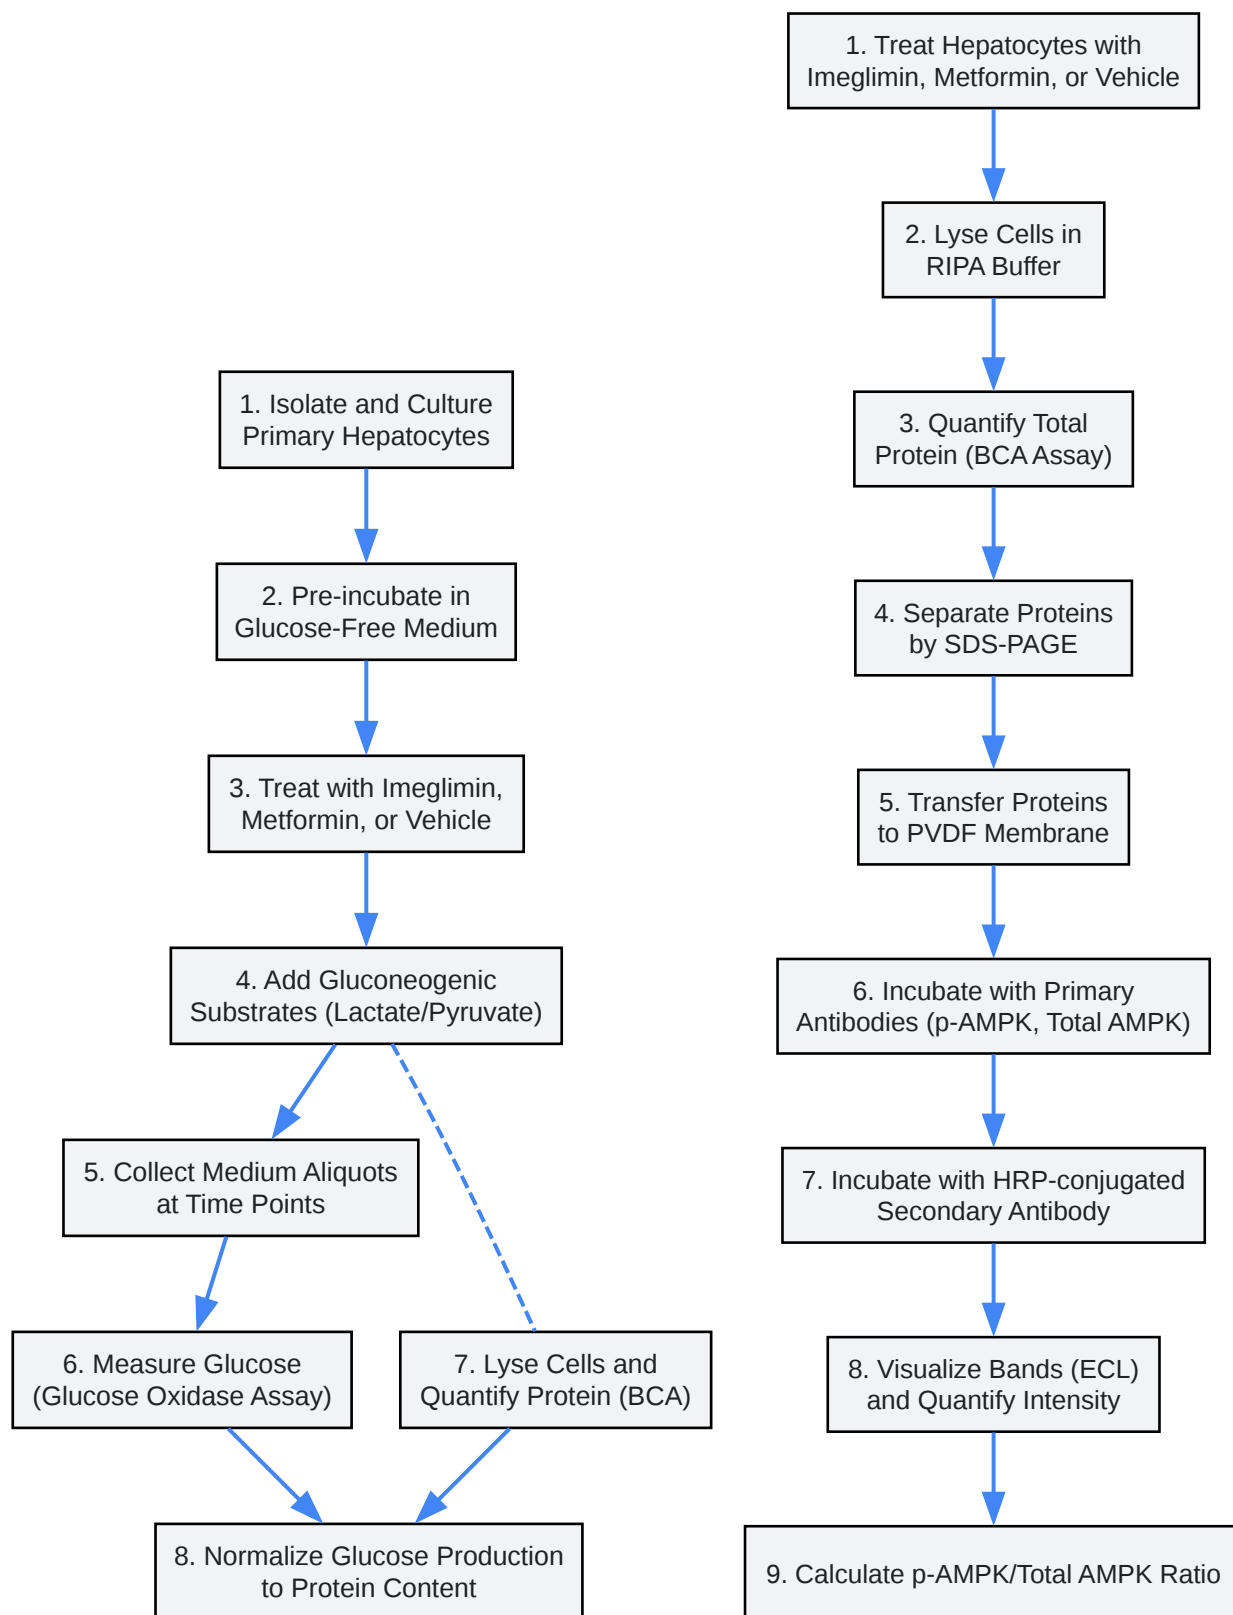 1. Isolate and Culture
Primary Hepatocytes
2. Pre-incubate in
Glucose-Free Medium
3. Treat with Imeglimin,
Metformin, or Vehicle
4. Add Gluconeogenic
Substrates (Lactate/Pyruvate)
5. Collect Medium Aliquots
at Time Points
6. Measure Glucose
(Glucose Oxidase Assay)
7. Lyse Cells and
Quantify Protein (BCA)
8. Normalize Glucose Production
to Protein Content
1. Treat Hepatocytes with
Imeglimin, Metformin, or Vehicle
2. Lyse Cells in
RIPA Buffer
3. Quantify Total
Protein (BCA Assay)
4. Separate Proteins
by SDS-PAGE
5. Transfer Proteins
to PVDF Membrane
6. Incubate with Primary
Antibodies (p-AMPK, Total AMPK)
7. Incubate with HRP-conjugated
Secondary Antibody
8. Visualize Bands (ECL)
and Quantify Intensity
9. Calculate p-AMPK/Total AMPK Ratio